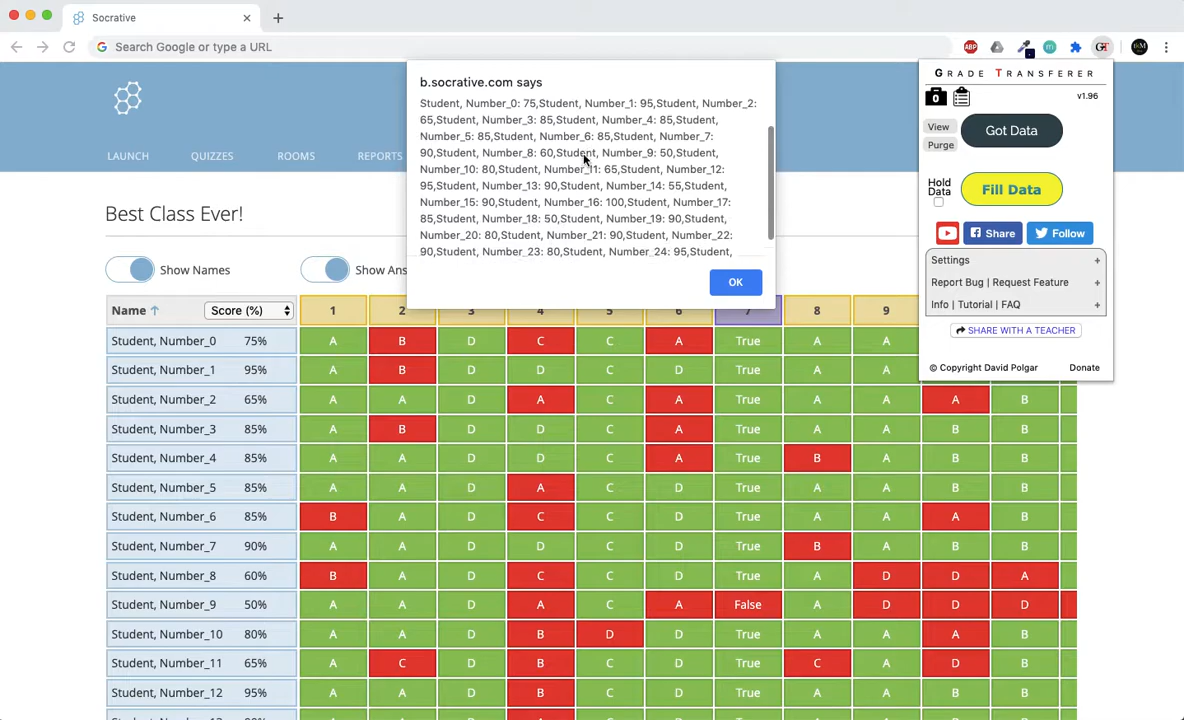 Socrative
Search Google or type a URL
ABP
GT
b.socrative.com says
Student, Number_0: 75,Student, Number_1: 95,Student, Number_2:
65,Student, Number_3: 85,Student, Number_4: 85,Student,
Number_5: 85,Student, Number_6: 85,Student, Number_7:
90,Student, Number_8: 60,Student, Number_9: 50,Student,
Number_10: 80,Student, Number_11: 65,Student, Number_12:
95,Student, Number_13: 90,Student, Number_14: 55,Student,
Number_15: 90,Student, Number_16: 100,Student, Number_17:
85,Student, Number_18: 50,Student, Number_19: 90,Student,
Number_20: 80,Student, Number_21: 90,Student, Number_22:
90,Student, Number_23: 80,Student, Number_24: 95,Student,
OK
GRADE TRANSFERER
v1.96
0
View
Purge
Got Data
Hold
Data
Fill Data
Share
Follow
Settings +
Report Bug | Request Feature +
Info | Tutorial | FAQ +
SHARE WITH A TEACHER
© Copyright David Polgar Donate
LAUNCH QUIZZES ROOMS REPORTS
Best Class Ever!
Show Names Show Ans
Name ↑ Score (%) 1 2 3 4 5 6 7 8 9
Student, Number_0 75% A B D C C A True A A
Student, Number_1 95% A B D D C D True A A
Student, Number_2 65% A A D A C A True A A A B
Student, Number_3 85% A B D D C A True A A B B
Student, Number_4 85% A A D D C A True B A B B
Student, Number_5 85% A A D A C D True A A B B
Student, Number_6 85% B A D C C D True A A A B
Student, Number_7 90% A A D D C D True B A B B
Student, Number_8 60% B A D C C D True A D D A
Student, Number_9 50% A A D A C A False A D D D
Student, Number_10 80% A A D B D D True A A A B
Student, Number_11 65% A C D B C D True C A D B
Student, Number_12 95% A A D B C D True A A B B